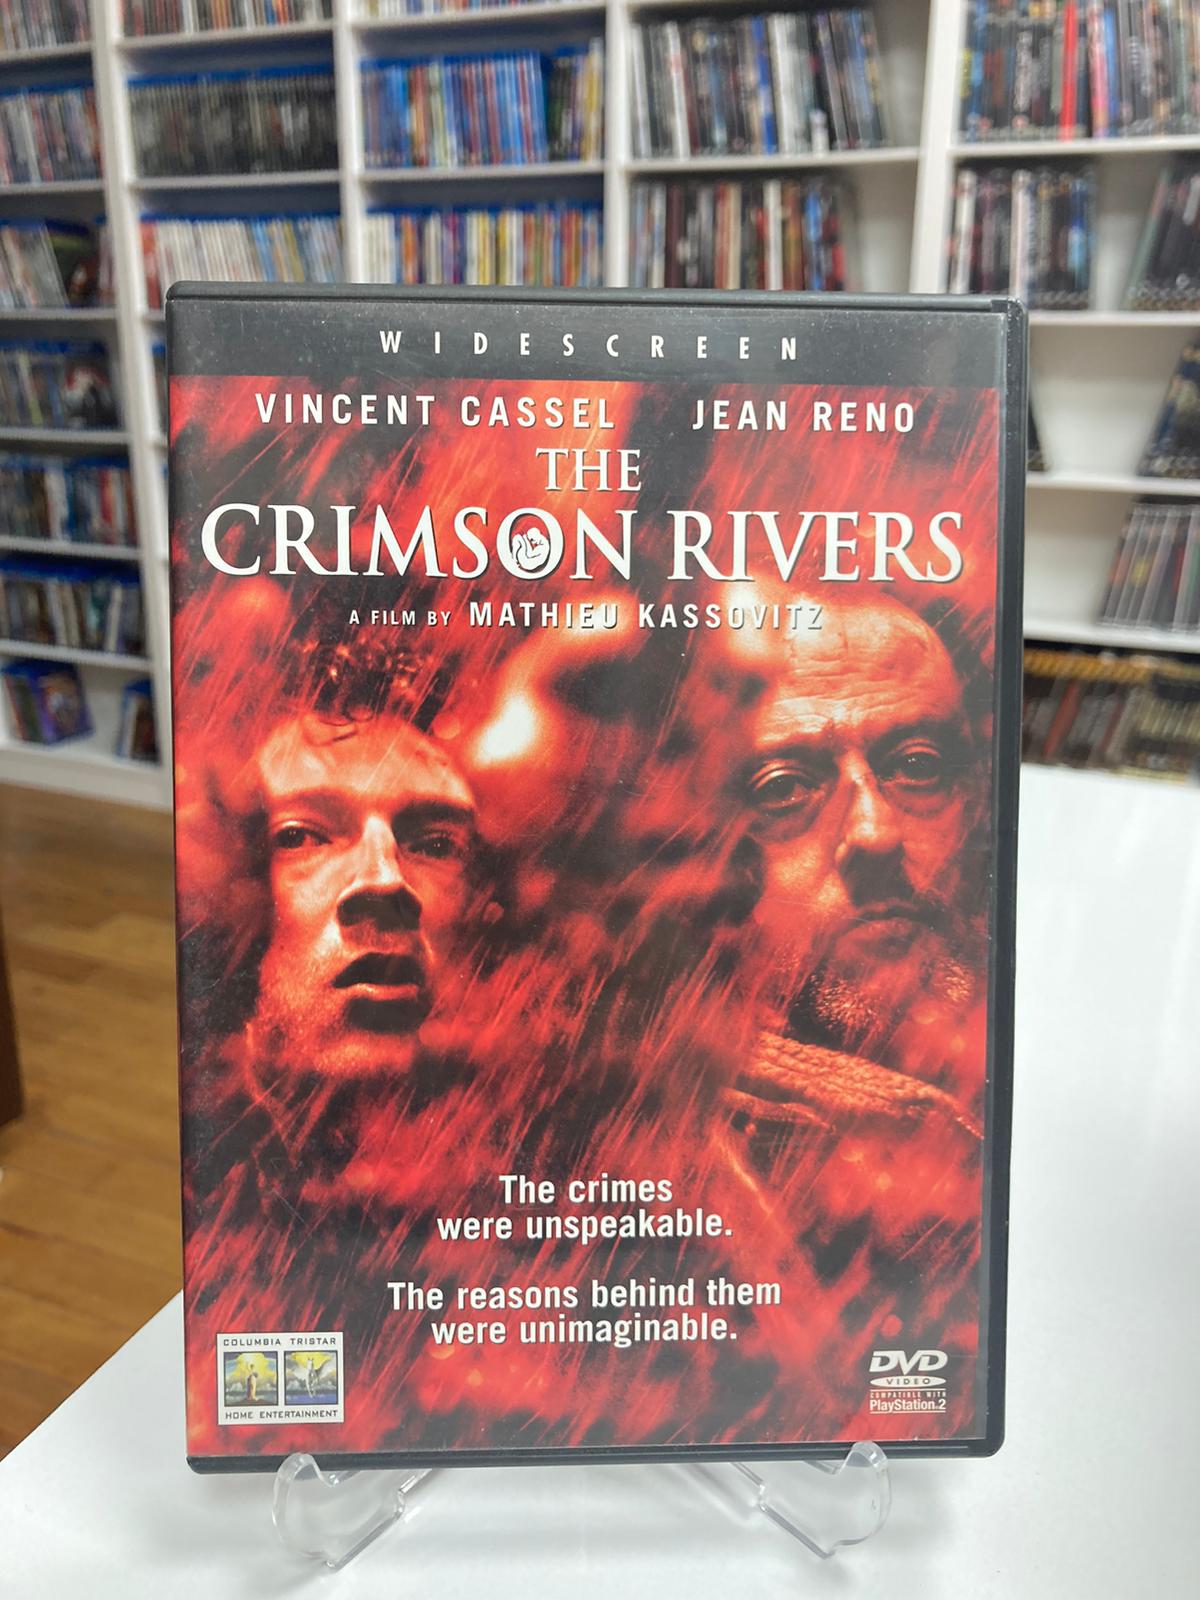 WIDESCREEN
VINCENT CASSEL JEAN RENO
THE
CRIMSON RIVERS
A FILM BY MATHIEU KASSOVITZ
The crimes
were unspeakable.
The reasons behind them
were unimaginable.
COLUMBIA TRISTAR
HOME ENTERTAINMENT
DVD
VIDEO
COMPATIBLE WITH
PlayStation.2